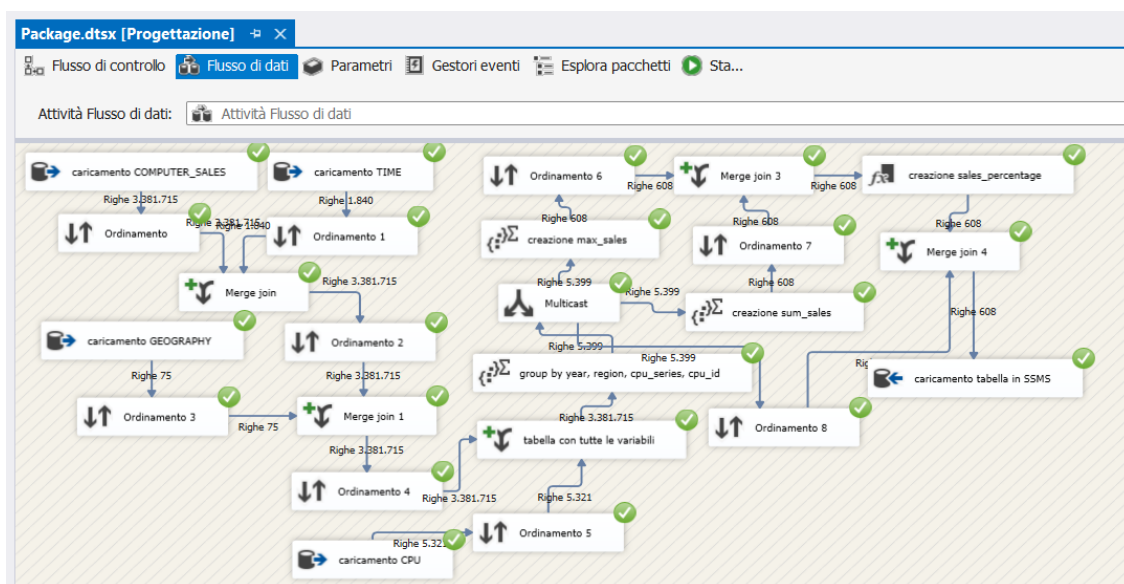 Package.dtsx [Progettazione]
Flusso di controllo Flusso di dati Parametri Gestori eventi Esplora pacchetti Sta...
Attività Flusso di dati: Attività Flusso di dati
caricamento COMPUTER_SALES
caricamento TIME
Righe 3.381.715
Righe 1.840
Ordinamento
Righe 3.381.715
Righe 1.840
Ordinamento 1
Merge join
Righe 3.381.715
caricamento GEOGRAPHY
Ordinamento 2
Righe 75
Righe 3.381.715
Ordinamento 3
Righe 75
Merge join 1
Righe 3.381.715
Ordinamento 4
Righe 3.381.715
caricamento CPU
Righe 5.321
Ordinamento 5
Righe 5.321
tabella con tutte le variabili
Righe 3.381.715
group by year, region, cpu_series, cpu_id
Righe 5.399
Multicast
Righe 5.399
Righe 5.399
Righe 5.399
creazione max_sales
Righe 608
Ordinamento 6
Righe 608
creazione sum_sales
Righe 608
Ordinamento 7
Righe 608
Merge join 3
Righe 608
creazione sales_percentage
Righe 608
Ordinamento 8
Merge join 4
Righe 608
caricamento tabella in SSMS